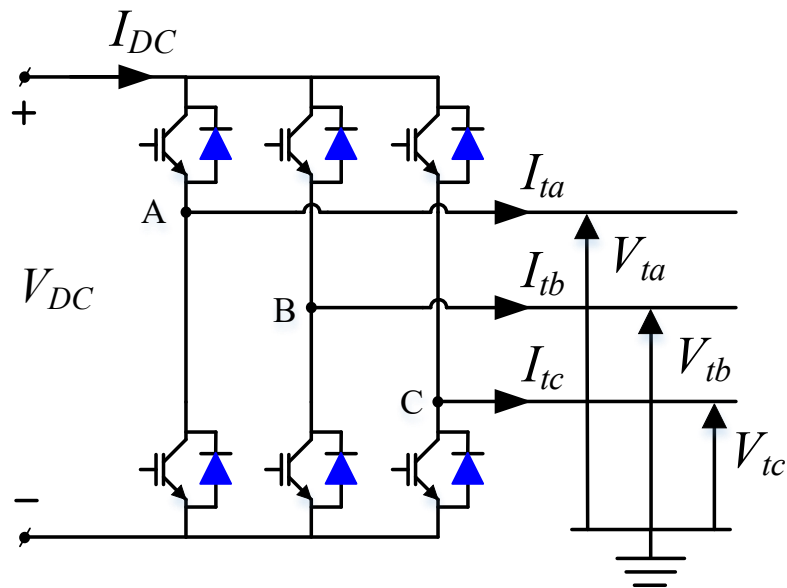 I_DC
+
A
I_ta
V_ta
V_DC
B
I_tb
V_tb
C
I_tc
V_tc
−